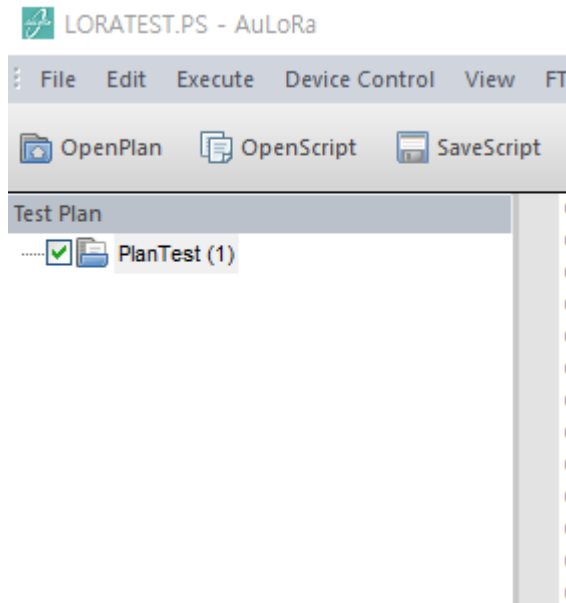 LORATEST.PS - AuLoRa
File Edit Execute Device Control View FT
OpenPlan OpenScript SaveScript
Test Plan
PlanTest (1)